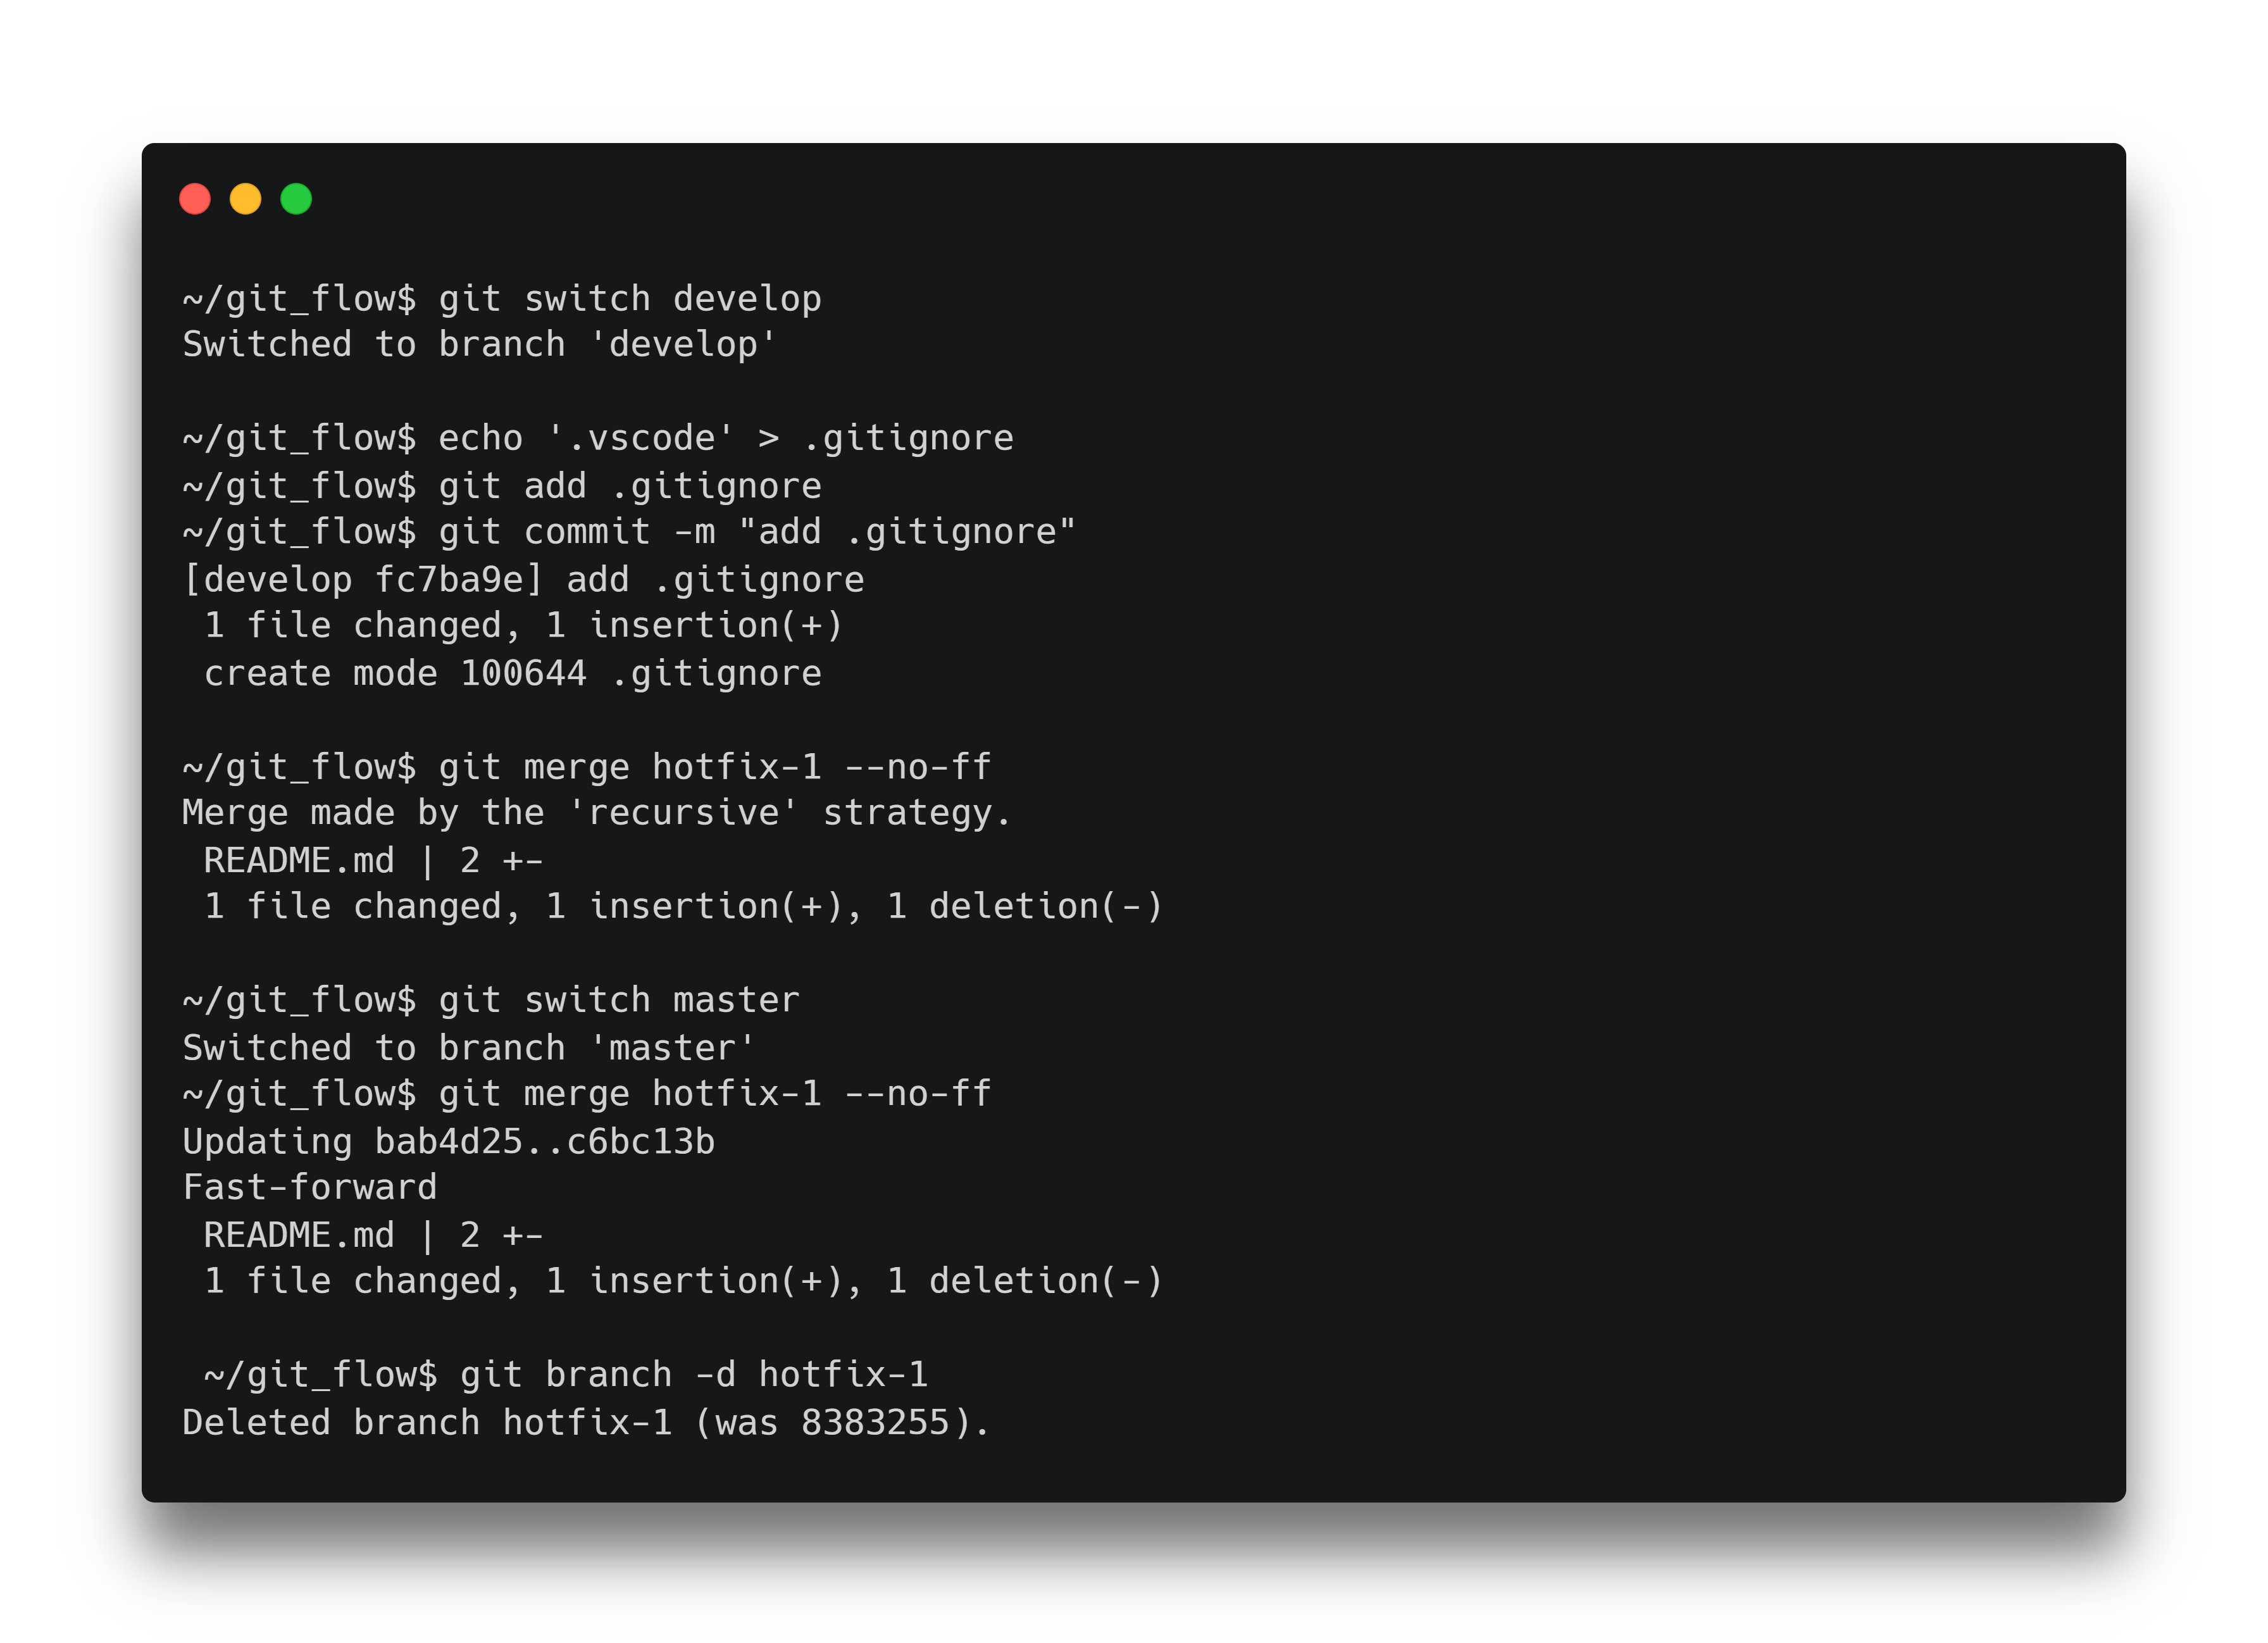 ~/git_flow$ git switch develop
Switched to branch 'develop'
~/git_flow$ echo '.vscode' > .gitignore
~/git_flow$ git add .gitignore
~/git_flow$ git commit -m "add .gitignore"
[develop fc7ba9e] add .gitignore
 1 file changed, 1 insertion(+)
 create mode 100644 .gitignore
~/git_flow$ git merge hotfix-1 --no-ff
Merge made by the 'recursive' strategy.
 README.md | 2 +-
 1 file changed, 1 insertion(+), 1 deletion(-)
~/git_flow$ git switch master
Switched to branch 'master'
~/git_flow$ git merge hotfix-1 --no-ff
Updating bab4d25..c6bc13b
Fast-forward
 README.md | 2 +-
 1 file changed, 1 insertion(+), 1 deletion(-)
 ~/git_flow$ git branch -d hotfix-1
Deleted branch hotfix-1 (was 8383255).